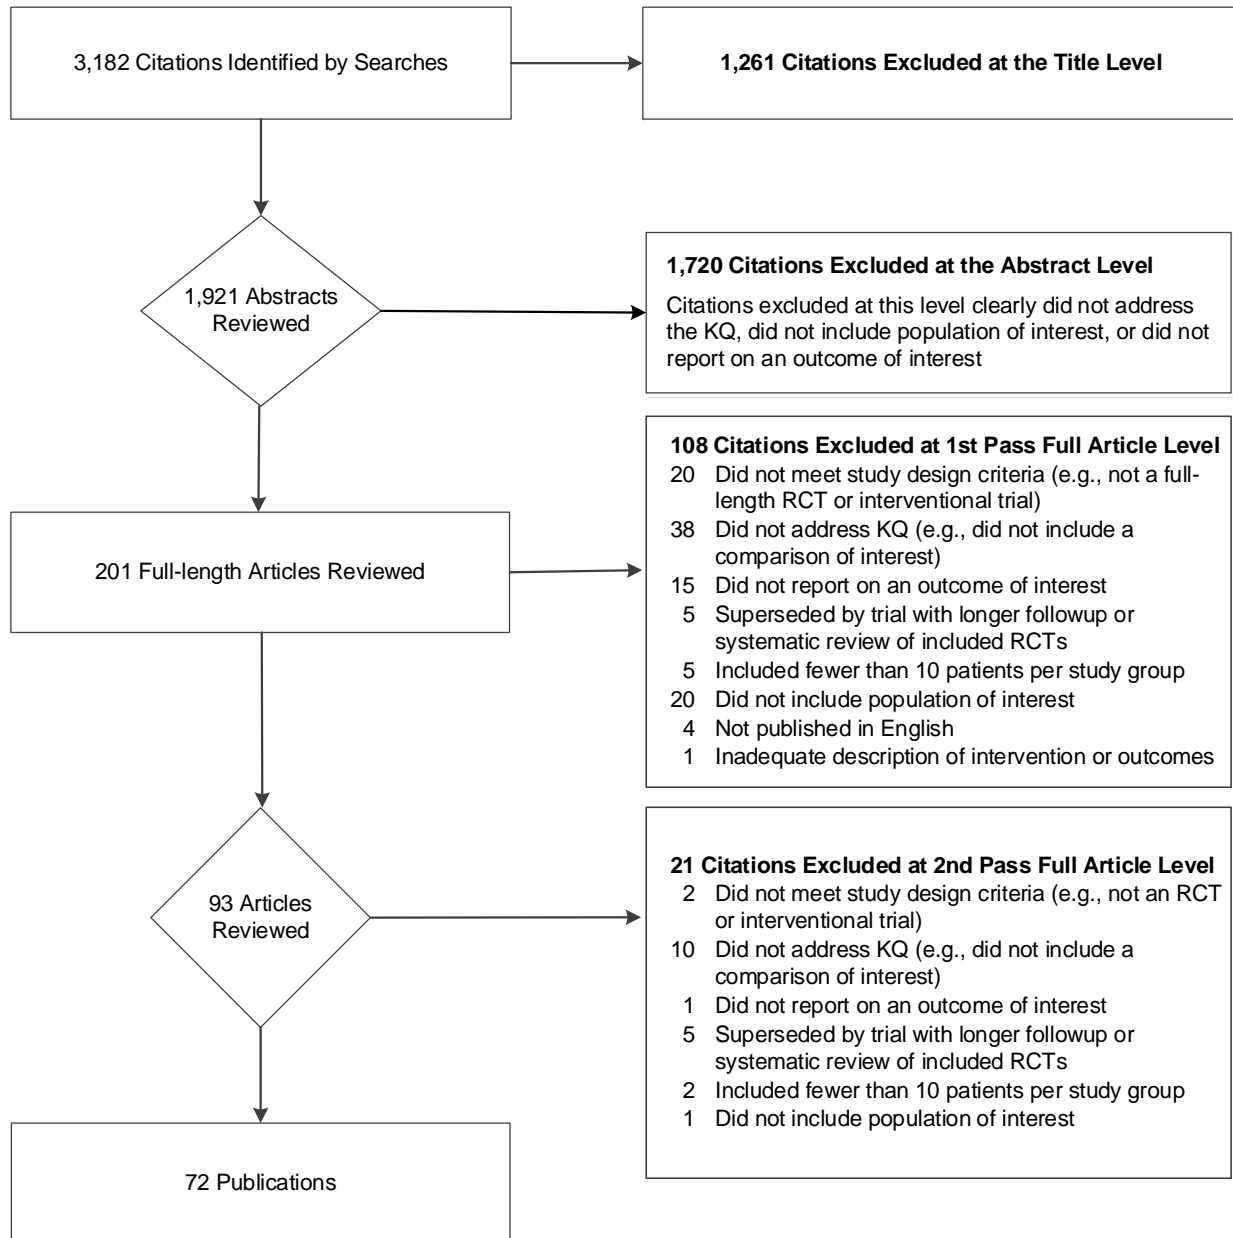 3,182 Citations Identified by Searches
1,261 Citations Excluded at the Title Level
1,921 Abstracts
Reviewed
1,720 Citations Excluded at the Abstract Level
Citations excluded at this level clearly did not address
the KQ, did not include population of interest, or did not
report on an outcome of interest
201 Full-length Articles Reviewed
108 Citations Excluded at 1st Pass Full Article Level
20 Did not meet study design criteria (e.g., not a full-
length RCT or interventional trial)
38 Did not address KQ (e.g., did not include a
comparison of interest)
15 Did not report on an outcome of interest
5 Superseded by trial with longer followup or
systematic review of included RCTs
5 Included fewer than 10 patients per study group
20 Did not include population of interest
4 Not published in English
1 Inadequate description of intervention or outcomes
93 Articles
Reviewed
21 Citations Excluded at 2nd Pass Full Article Level
2 Did not meet study design criteria (e.g., not an RCT
or interventional trial)
10 Did not address KQ (e.g., did not include a
comparison of interest)
1 Did not report on an outcome of interest
5 Superseded by trial with longer followup or
systematic review of included RCTs
2 Included fewer than 10 patients per study group
1 Did not include population of interest
72 Publications